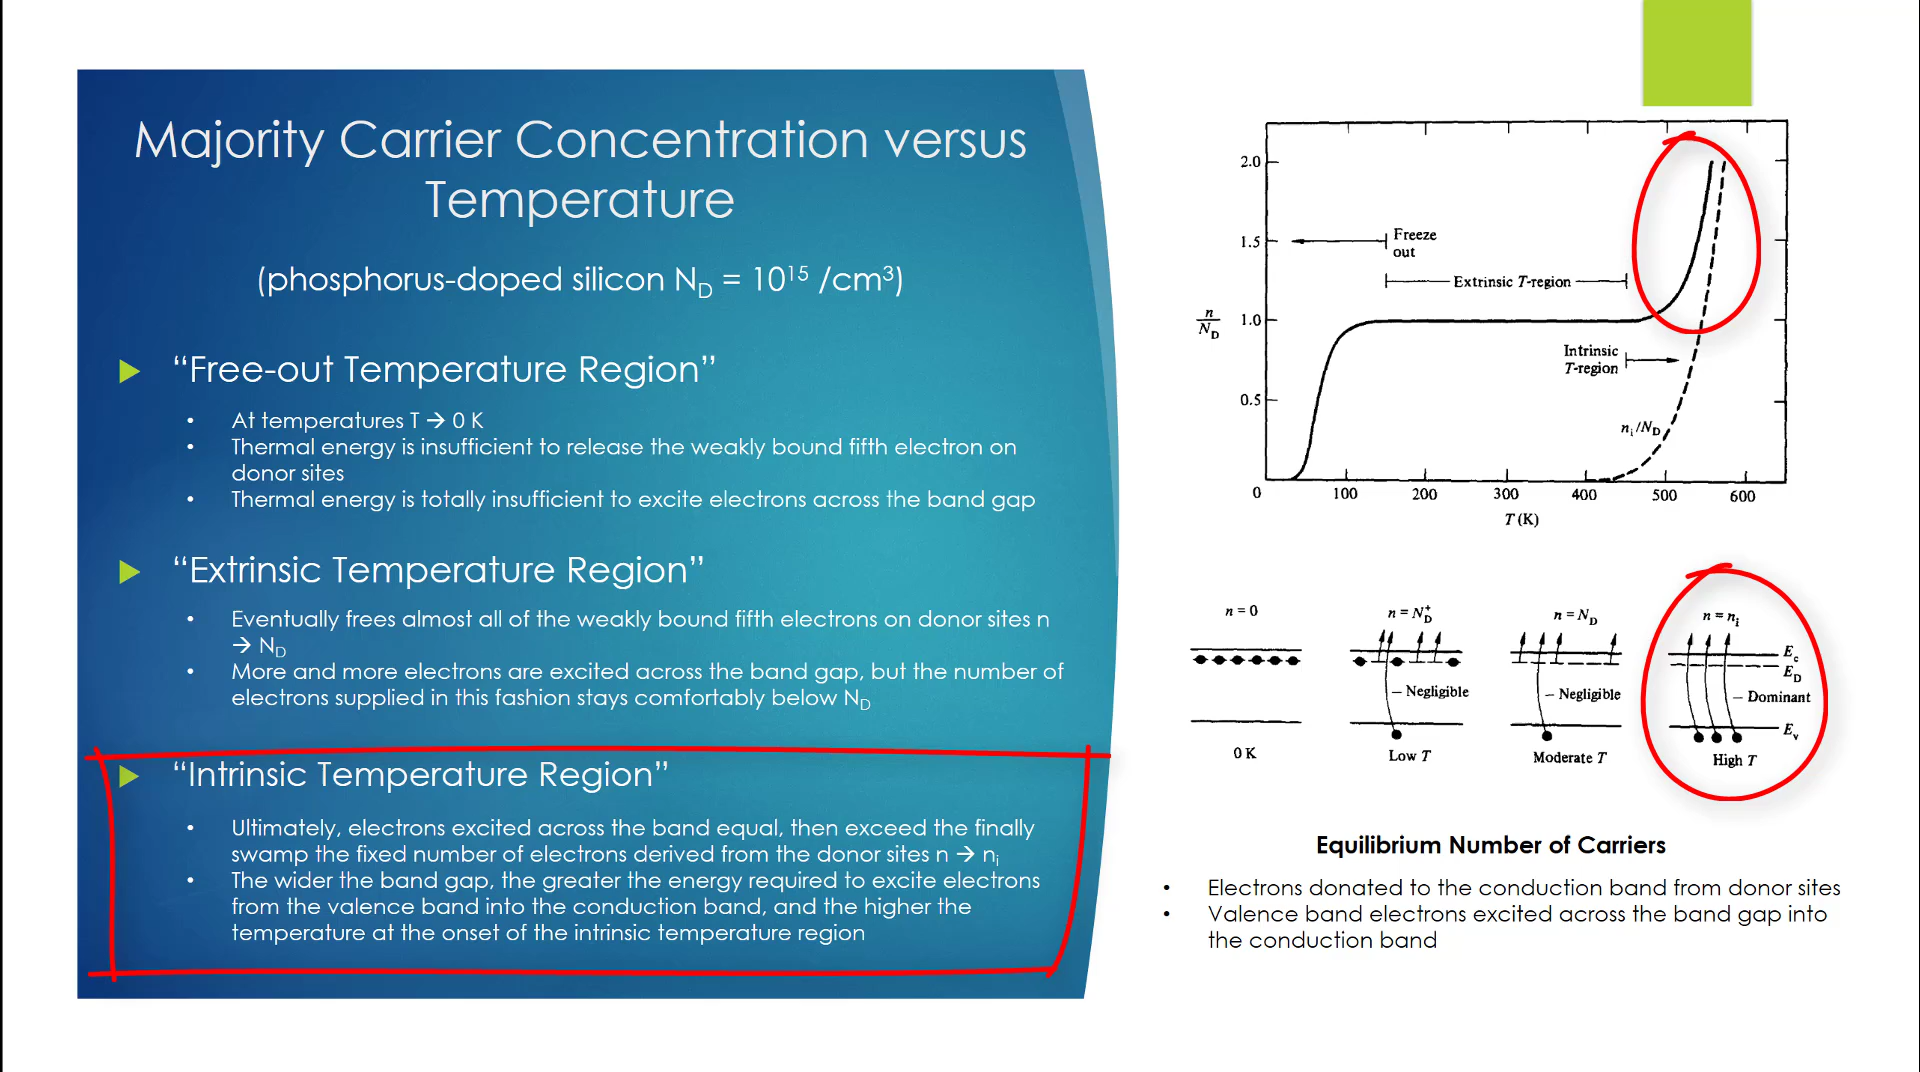 Majority Carrier Concentration versus
Temperature
(phosphorus-doped silicon N_D = 10¹⁵ /cm³)
“Free-out Temperature Region”
• At temperatures T → 0 K
• Thermal energy is insufficient to release the weakly bound fifth electron on
donor sites
• Thermal energy is totally insufficient to excite electrons across the band gap
“Extrinsic Temperature Region”
• Eventually frees almost all of the weakly bound fifth electrons on donor sites n
→ N_D
• More and more electrons are excited across the band gap, but the number of
electrons supplied in this fashion stays comfortably below N_D
“Intrinsic Temperature Region”
• Ultimately, electrons excited across the band equal, then exceed the finally
swamp the fixed number of electrons derived from the donor sites n → n_i
• The wider the band gap, the greater the energy required to excite electrons
from the valence band into the conduction band, and the higher the
temperature at the onset of the intrinsic temperature region
2.0
1.5
1.0
0.5
n
N_D
Freeze
out
Extrinsic T-region
Intrinsic
T-region
n_i/N_D
0 100 200 300 400 500 600
T (K)
n = 0
0 K
n = N_D⁺
Negligible
Low T
n = N_D
Negligible
Moderate T
n = n_i
E_c
E_D
Dominant
E_v
High T
Equilibrium Number of Carriers
• Electrons donated to the conduction band from donor sites
• Valence band electrons excited across the band gap into
the conduction band